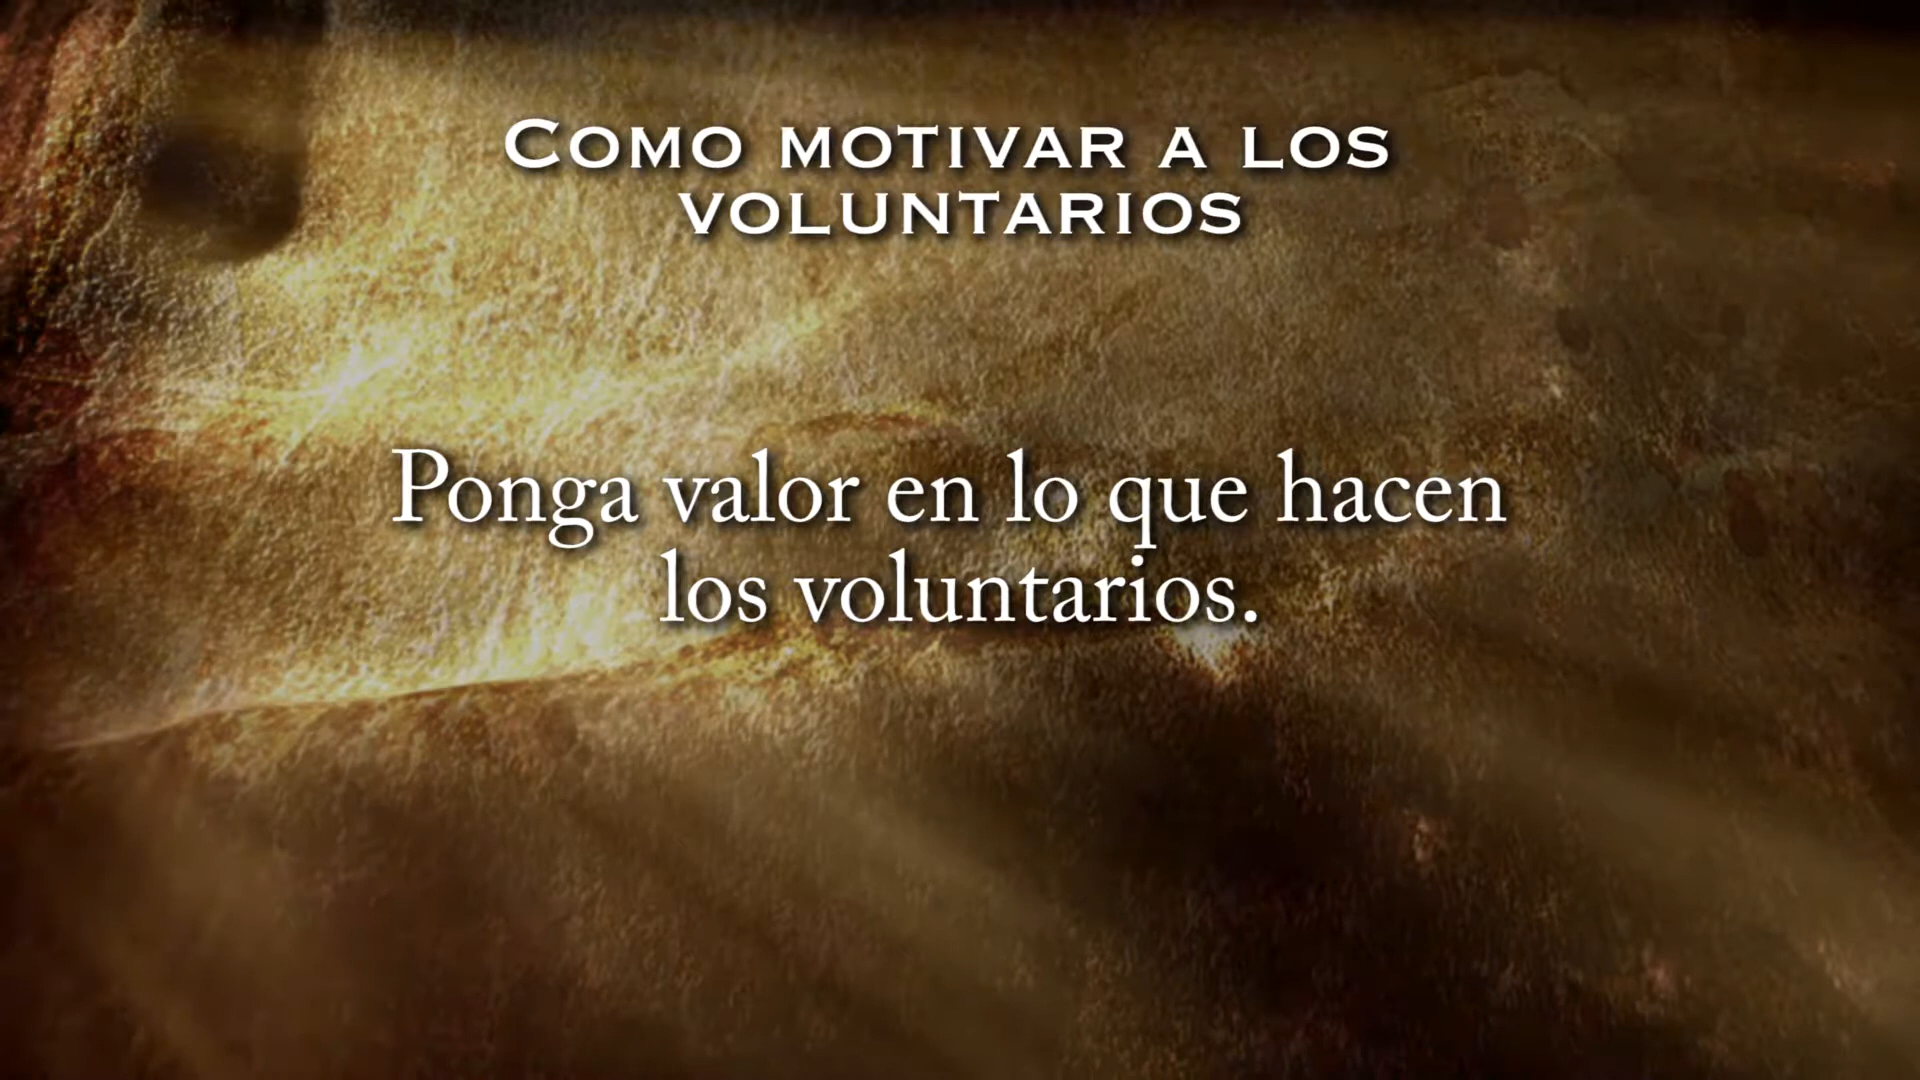 COMO MOTIVAR A LOS
VOLUNTARIOS
Ponga valor en lo que hacen
los voluntarios.